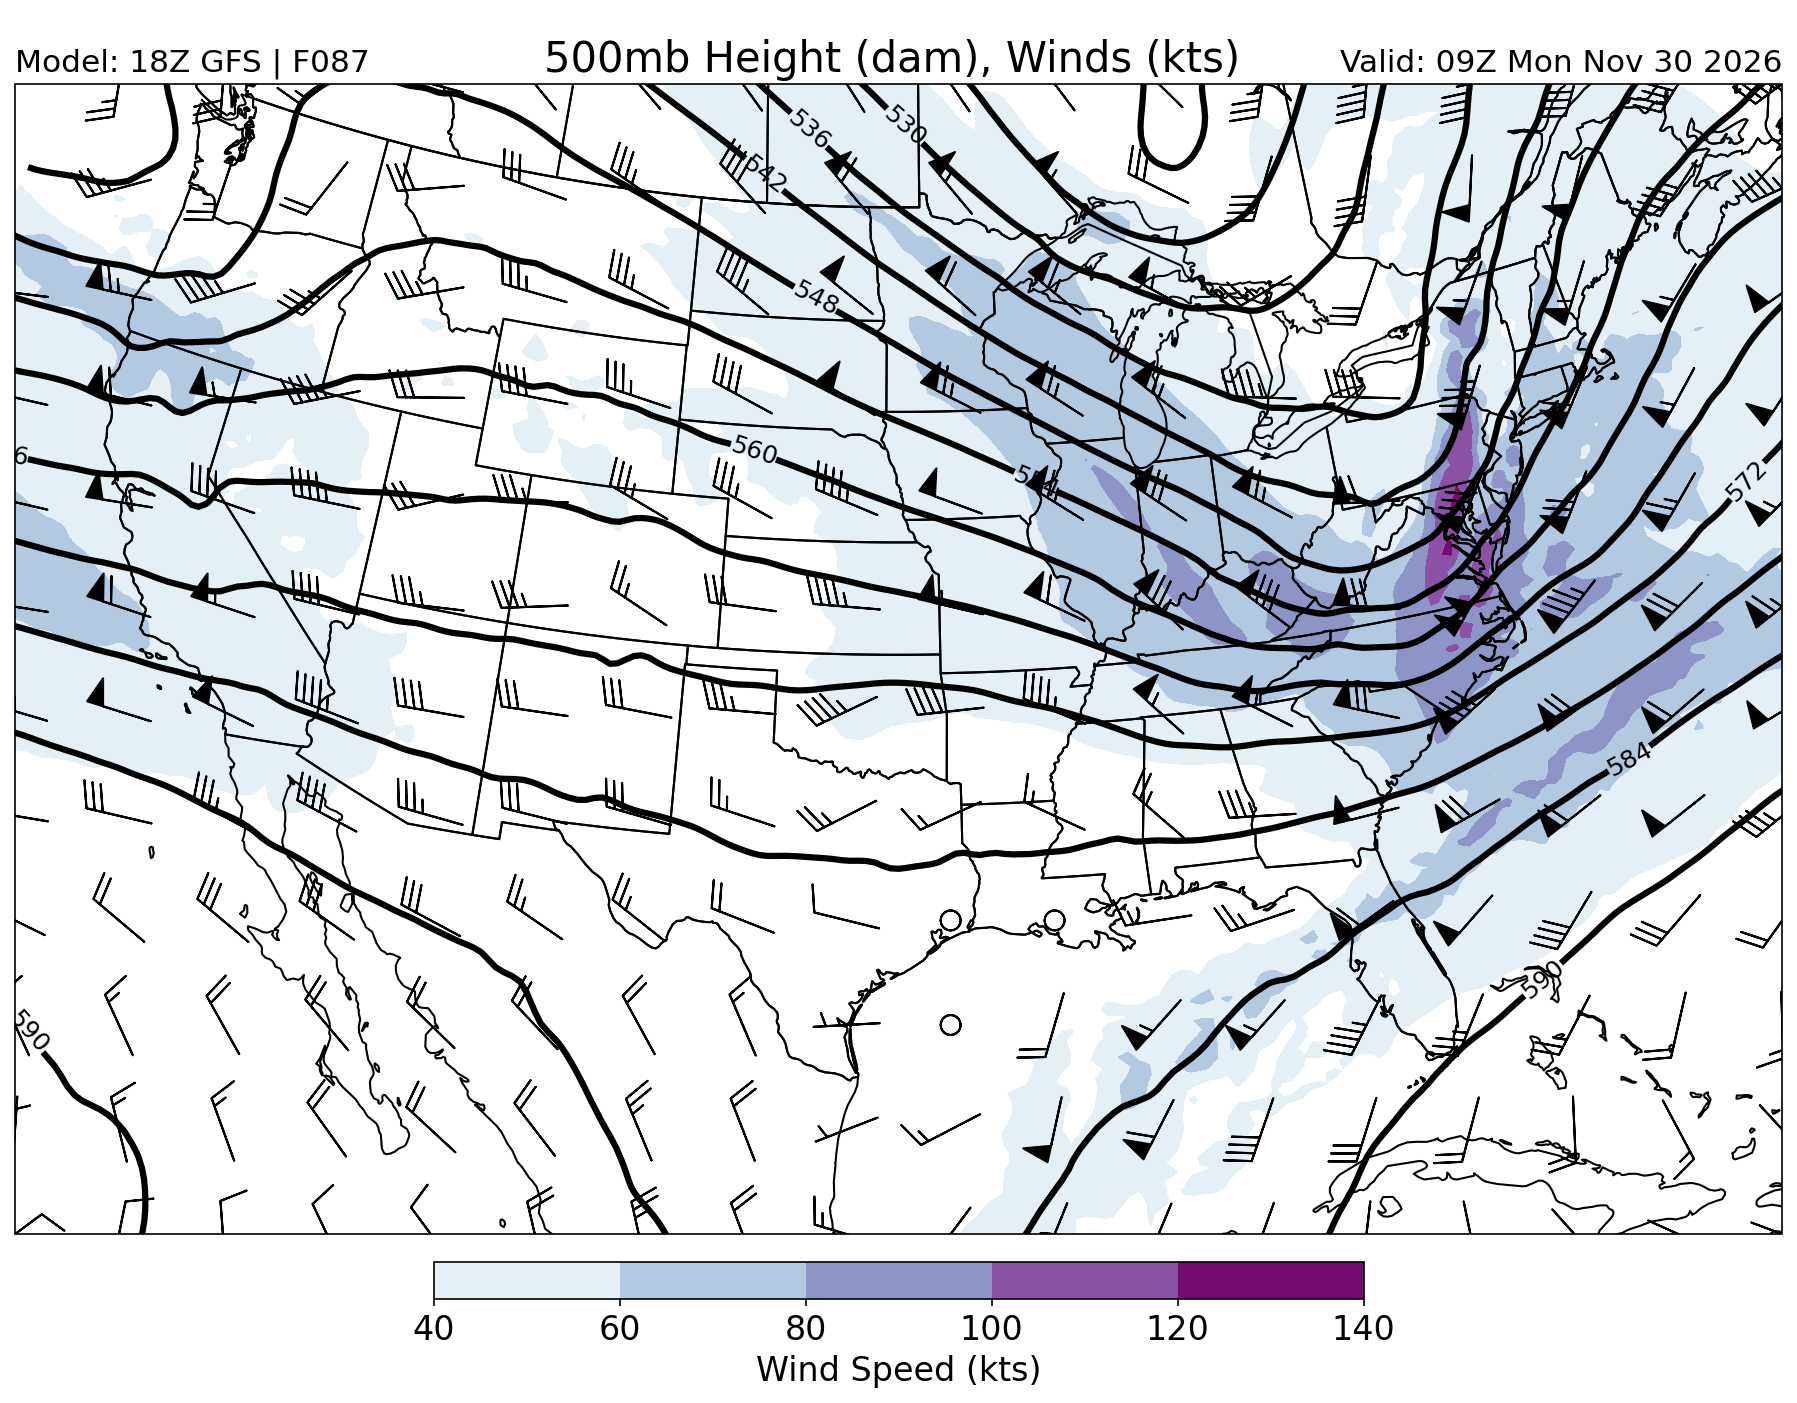 Model: 18Z GFS | F087
500mb Height (dam), Winds (kts)
Valid: 09Z Mon Nov 30 2026
530
536
542
548
560
572
584
590
590
40 60 80 100 120 140
Wind Speed (kts)